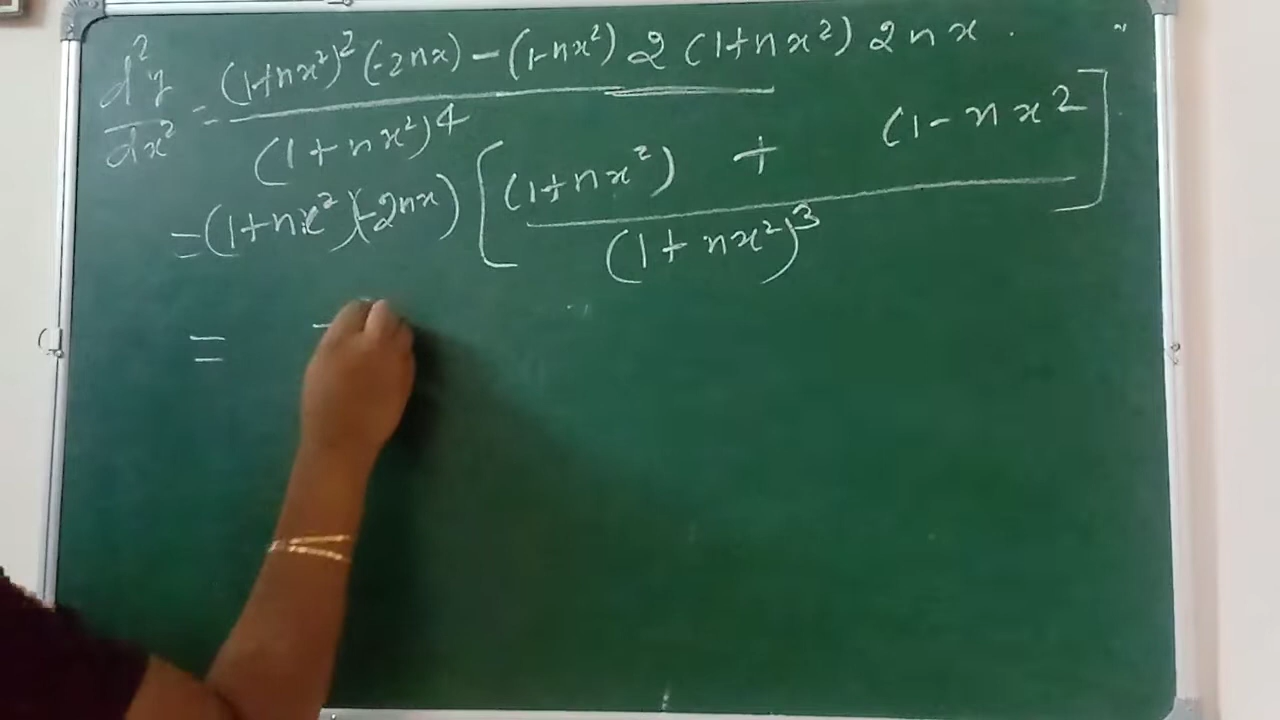 d²y/dx² = (1+nx²)²(-2nx) - (1-nx²) 2 (1+nx²) 2nx / (1+nx²)⁴
= (1+nx²)(-2nx) [(1+nx²) + (1-nx²] / (1+nx²)³
= -